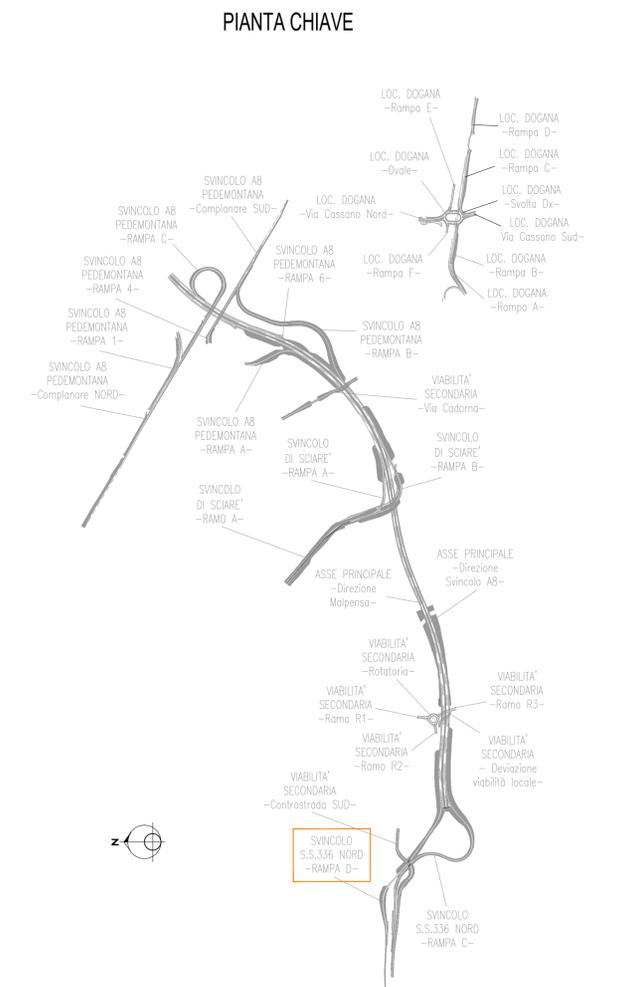 PIANTA CHIAVE
LOC. DOGANA
-Rampa E-
LOC. DOGANA
-Rampa D-
LOC. DOGANA
-Ovale-
LOC. DOGANA
-Rampa C-
SVINCOLO A8
PEDEMONTANA
-Complanare SUD-
LOC. DOGANA
-Svolta Dx-
LOC. DOGANA
-Via Cassano Nord-
SVINCOLO A8
PEDEMONTANA
-RAMPA C-
LOC. DOGANA
Via Cassano Sud-
SVINCOLO A8
PEDEMONTANA
-RAMPA 6-
LOC. DOGANA
-Rampa F-
LOC. DOGANA
-Rampa B-
SVINCOLO A8
PEDEMONTANA
-RAMPA 4-
LOC. DOGANA
-Rampa A-
SVINCOLO A8
PEDEMONTANA
-RAMPA 1-
SVINCOLO A8
PEDEMONTANA
-RAMPA B-
SVINCOLO A8
PEDEMONTANA
-Complanare NORD-
VIABILITA'
SECONDARIA
-Via Cadorna-
SVINCOLO A8
PEDEMONTANA
-RAMPA A-
SVINCOLO
DI SCIARE'
-RAMPA A-
SVINCOLO
DI SCIARE'
-RAMPA B-
SVINCOLO
DI SCIARE'
-RAMO A-
ASSE PRINCIPALE
-Direzione
Svincolo A8-
ASSE PRINCIPALE
-Direzione
Malpensa-
VIABILITA'
SECONDARIA
-Rotatoria-
VIABILITA'
SECONDARIA
-Ramo R1-
VIABILITA'
SECONDARIA
-Ramo R3-
VIABILITA'
SECONDARIA
-Ramo R2-
VIABILITA'
SECONDARIA
- Deviazione
viabilità locale-
VIABILITA'
SECONDARIA
-Controstrada SUD-
N
SVINCOLO
S.S.336 NORD
-RAMPA D-
SVINCOLO
S.S.336 NORD
-RAMPA C-